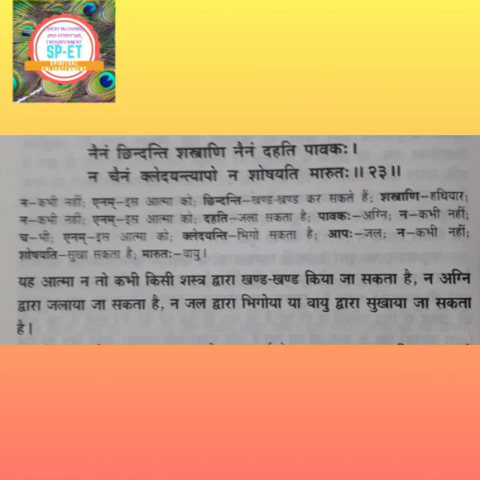 SP-ET
नैनं छिन्दन्ति शस्त्राणि नैनं दहति पावकः।
न चैनं क्लेदयन्त्यापो न शोषयति मारुतः॥२३॥
न–कभी नहीं; एनम्–इस आत्मा को; छिन्दन्ति–खण्ड-खण्ड कर सकते हैं; शस्त्राणि–हथियार;
न–कभी नहीं; एनम्–इस आत्मा को; दहति–जला सकता है; पावकः–अग्नि; न–कभी नहीं;
च–भी; एनम्–इस आत्मा को; क्लेदयन्ति–भिगो सकता है; आपः–जल; न–कभी नहीं;
शोषयति–सुखा सकता है; मारुतः–वायु।
यह आत्मा न तो कभी किसी शस्त्र द्वारा खण्ड-खण्ड किया जा सकता है, न अग्नि
द्वारा जलाया जा सकता है, न जल द्वारा भिगोया या वायु द्वारा सुखाया जा सकता
है।